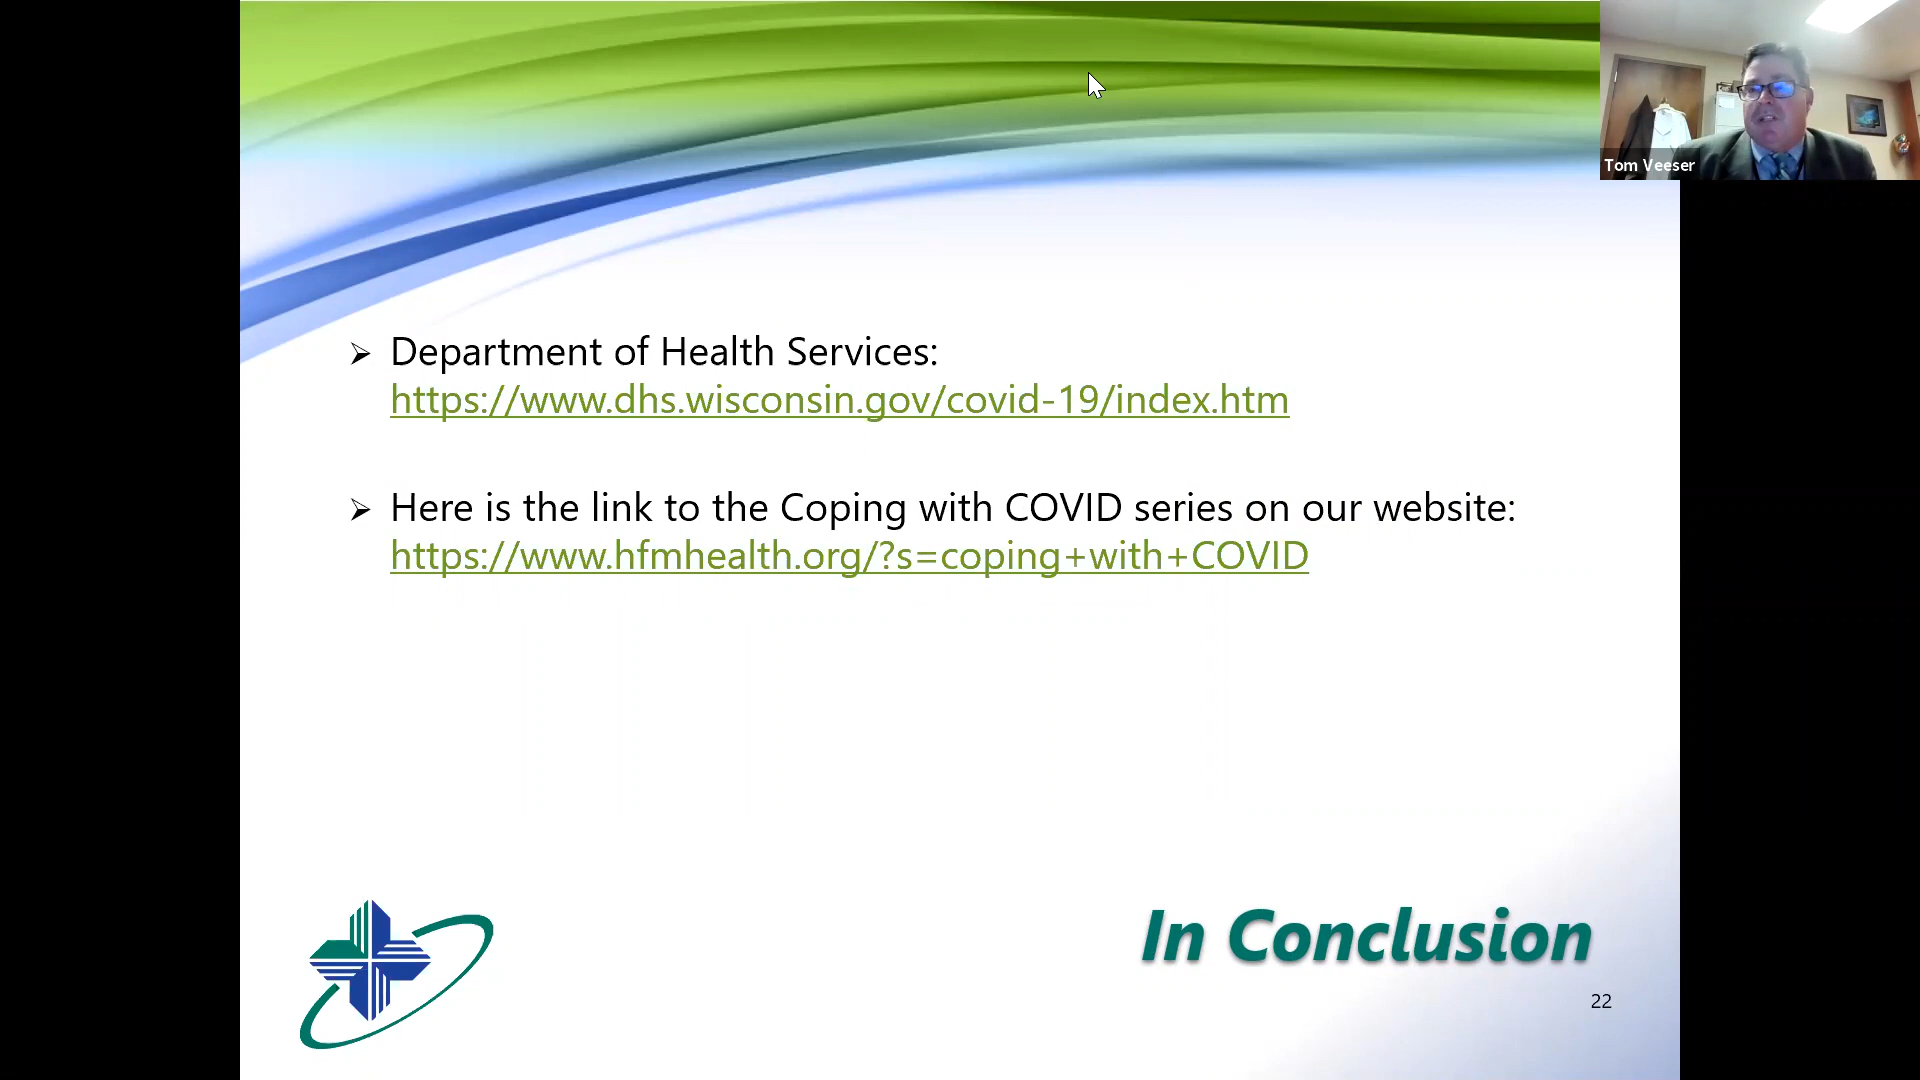 Tom Veeser
Department of Health Services:
https://www.dhs.wisconsin.gov/covid-19/index.htm
Here is the link to the Coping with COVID series on our website:
https://www.hfmhealth.org/?s=coping+with+COVID
In Conclusion
22